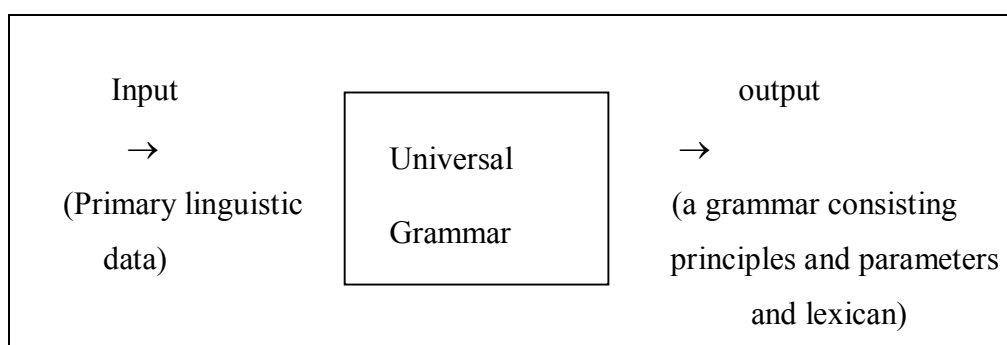 Input
→
(Primary linguistic
data)
Universal
Grammar
output
→
(a grammar consisting
principles and parameters
and lexican)